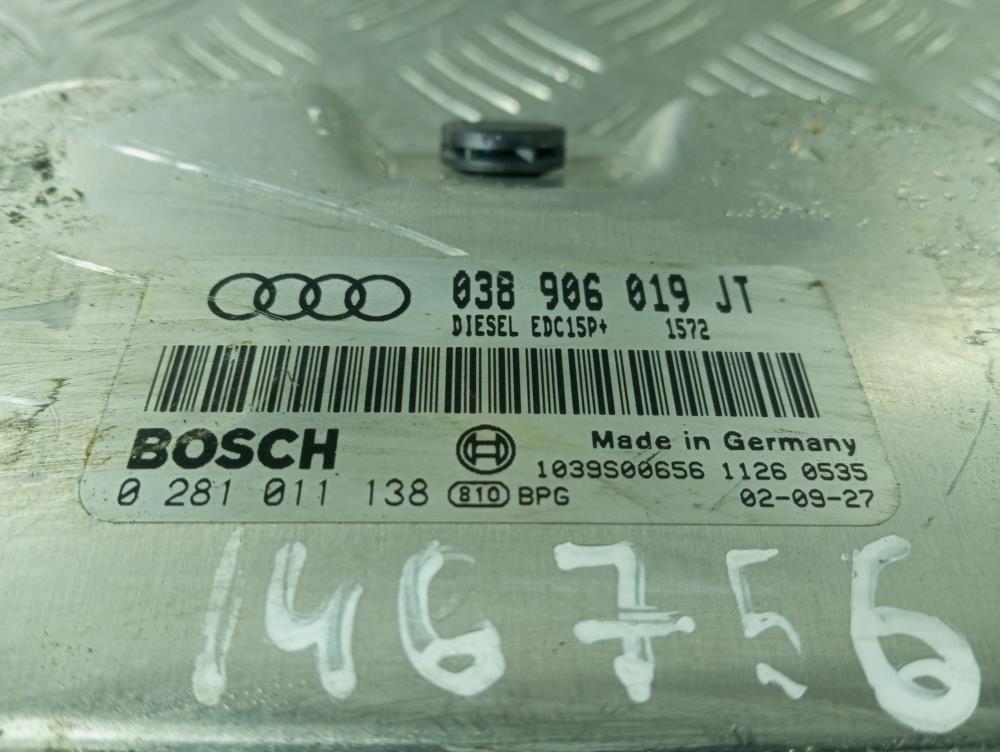 038 906 019 JT
DIESEL EDC15P+ 1572
BOSCH
Made in Germany
1039S00656 1126 0535
0 281 011 138 810 BPG 02-09-27
146756